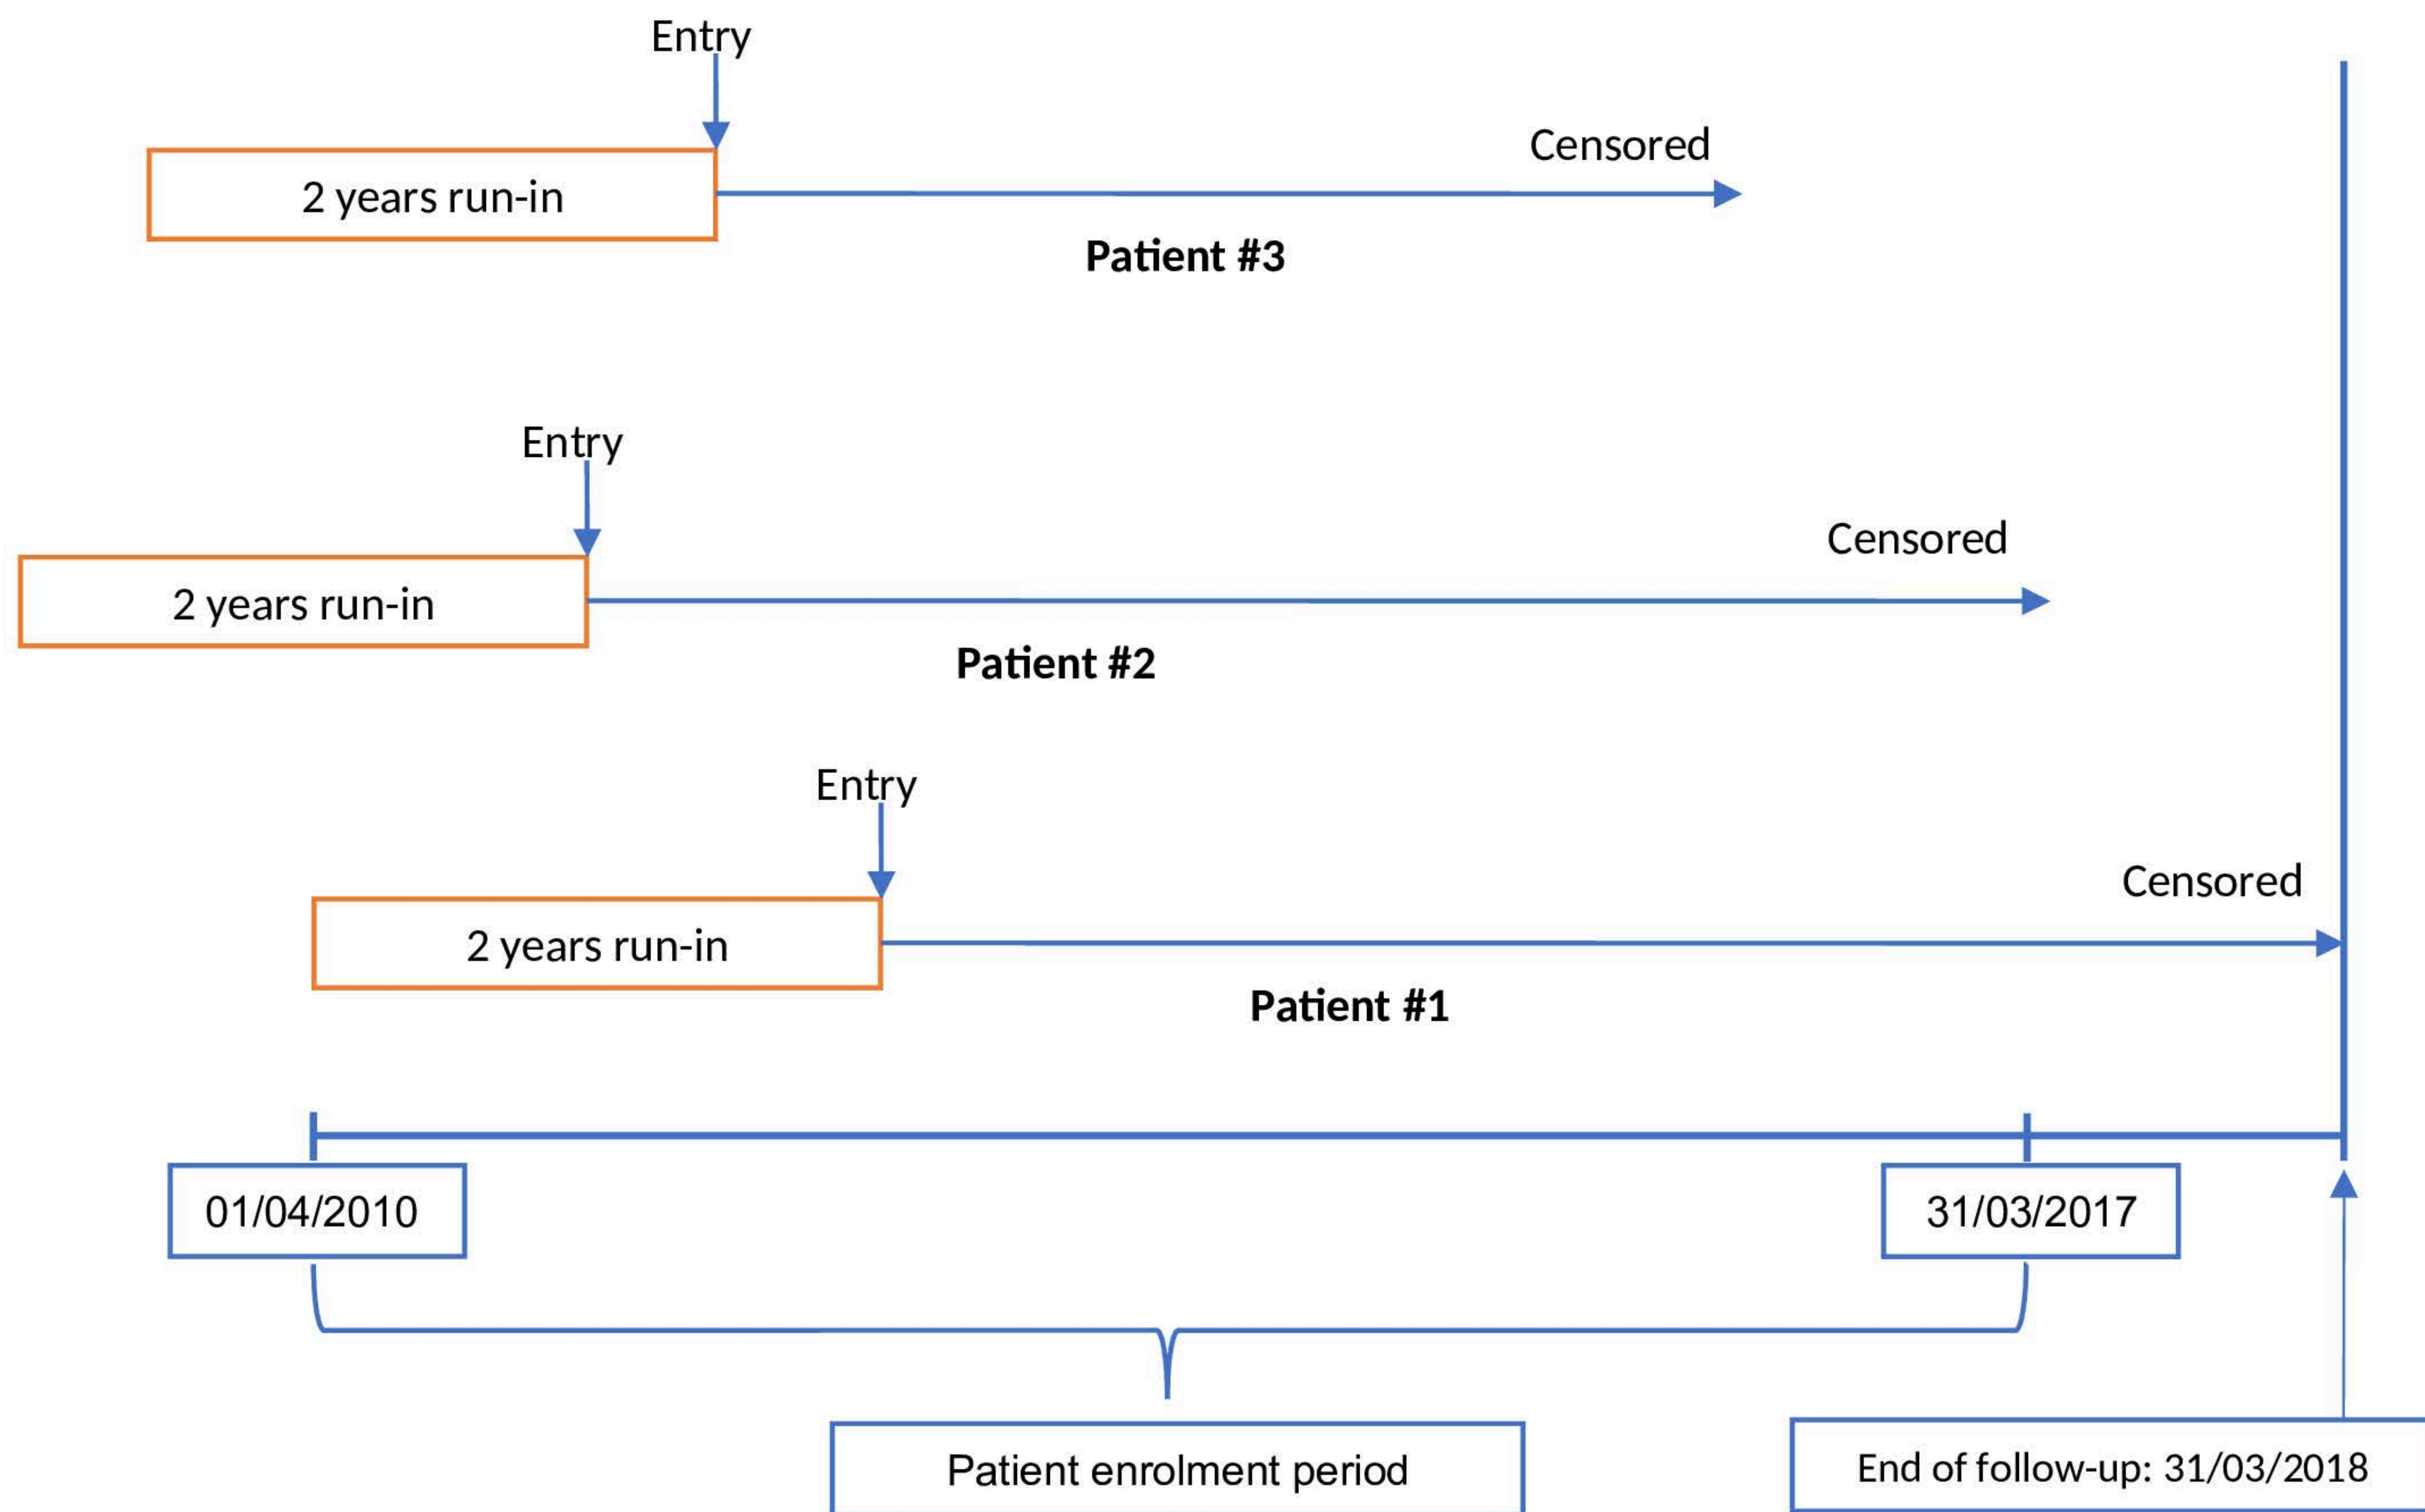 Entry
Censored
2 years run-in
Patient #3
Entry
Censored
2 years run-in
Patient #2
Entry
Censored
2 years run-in
Patient #1
01/04/2010
31/03/2017
Patient enrolment period
End of follow-up: 31/03/2018